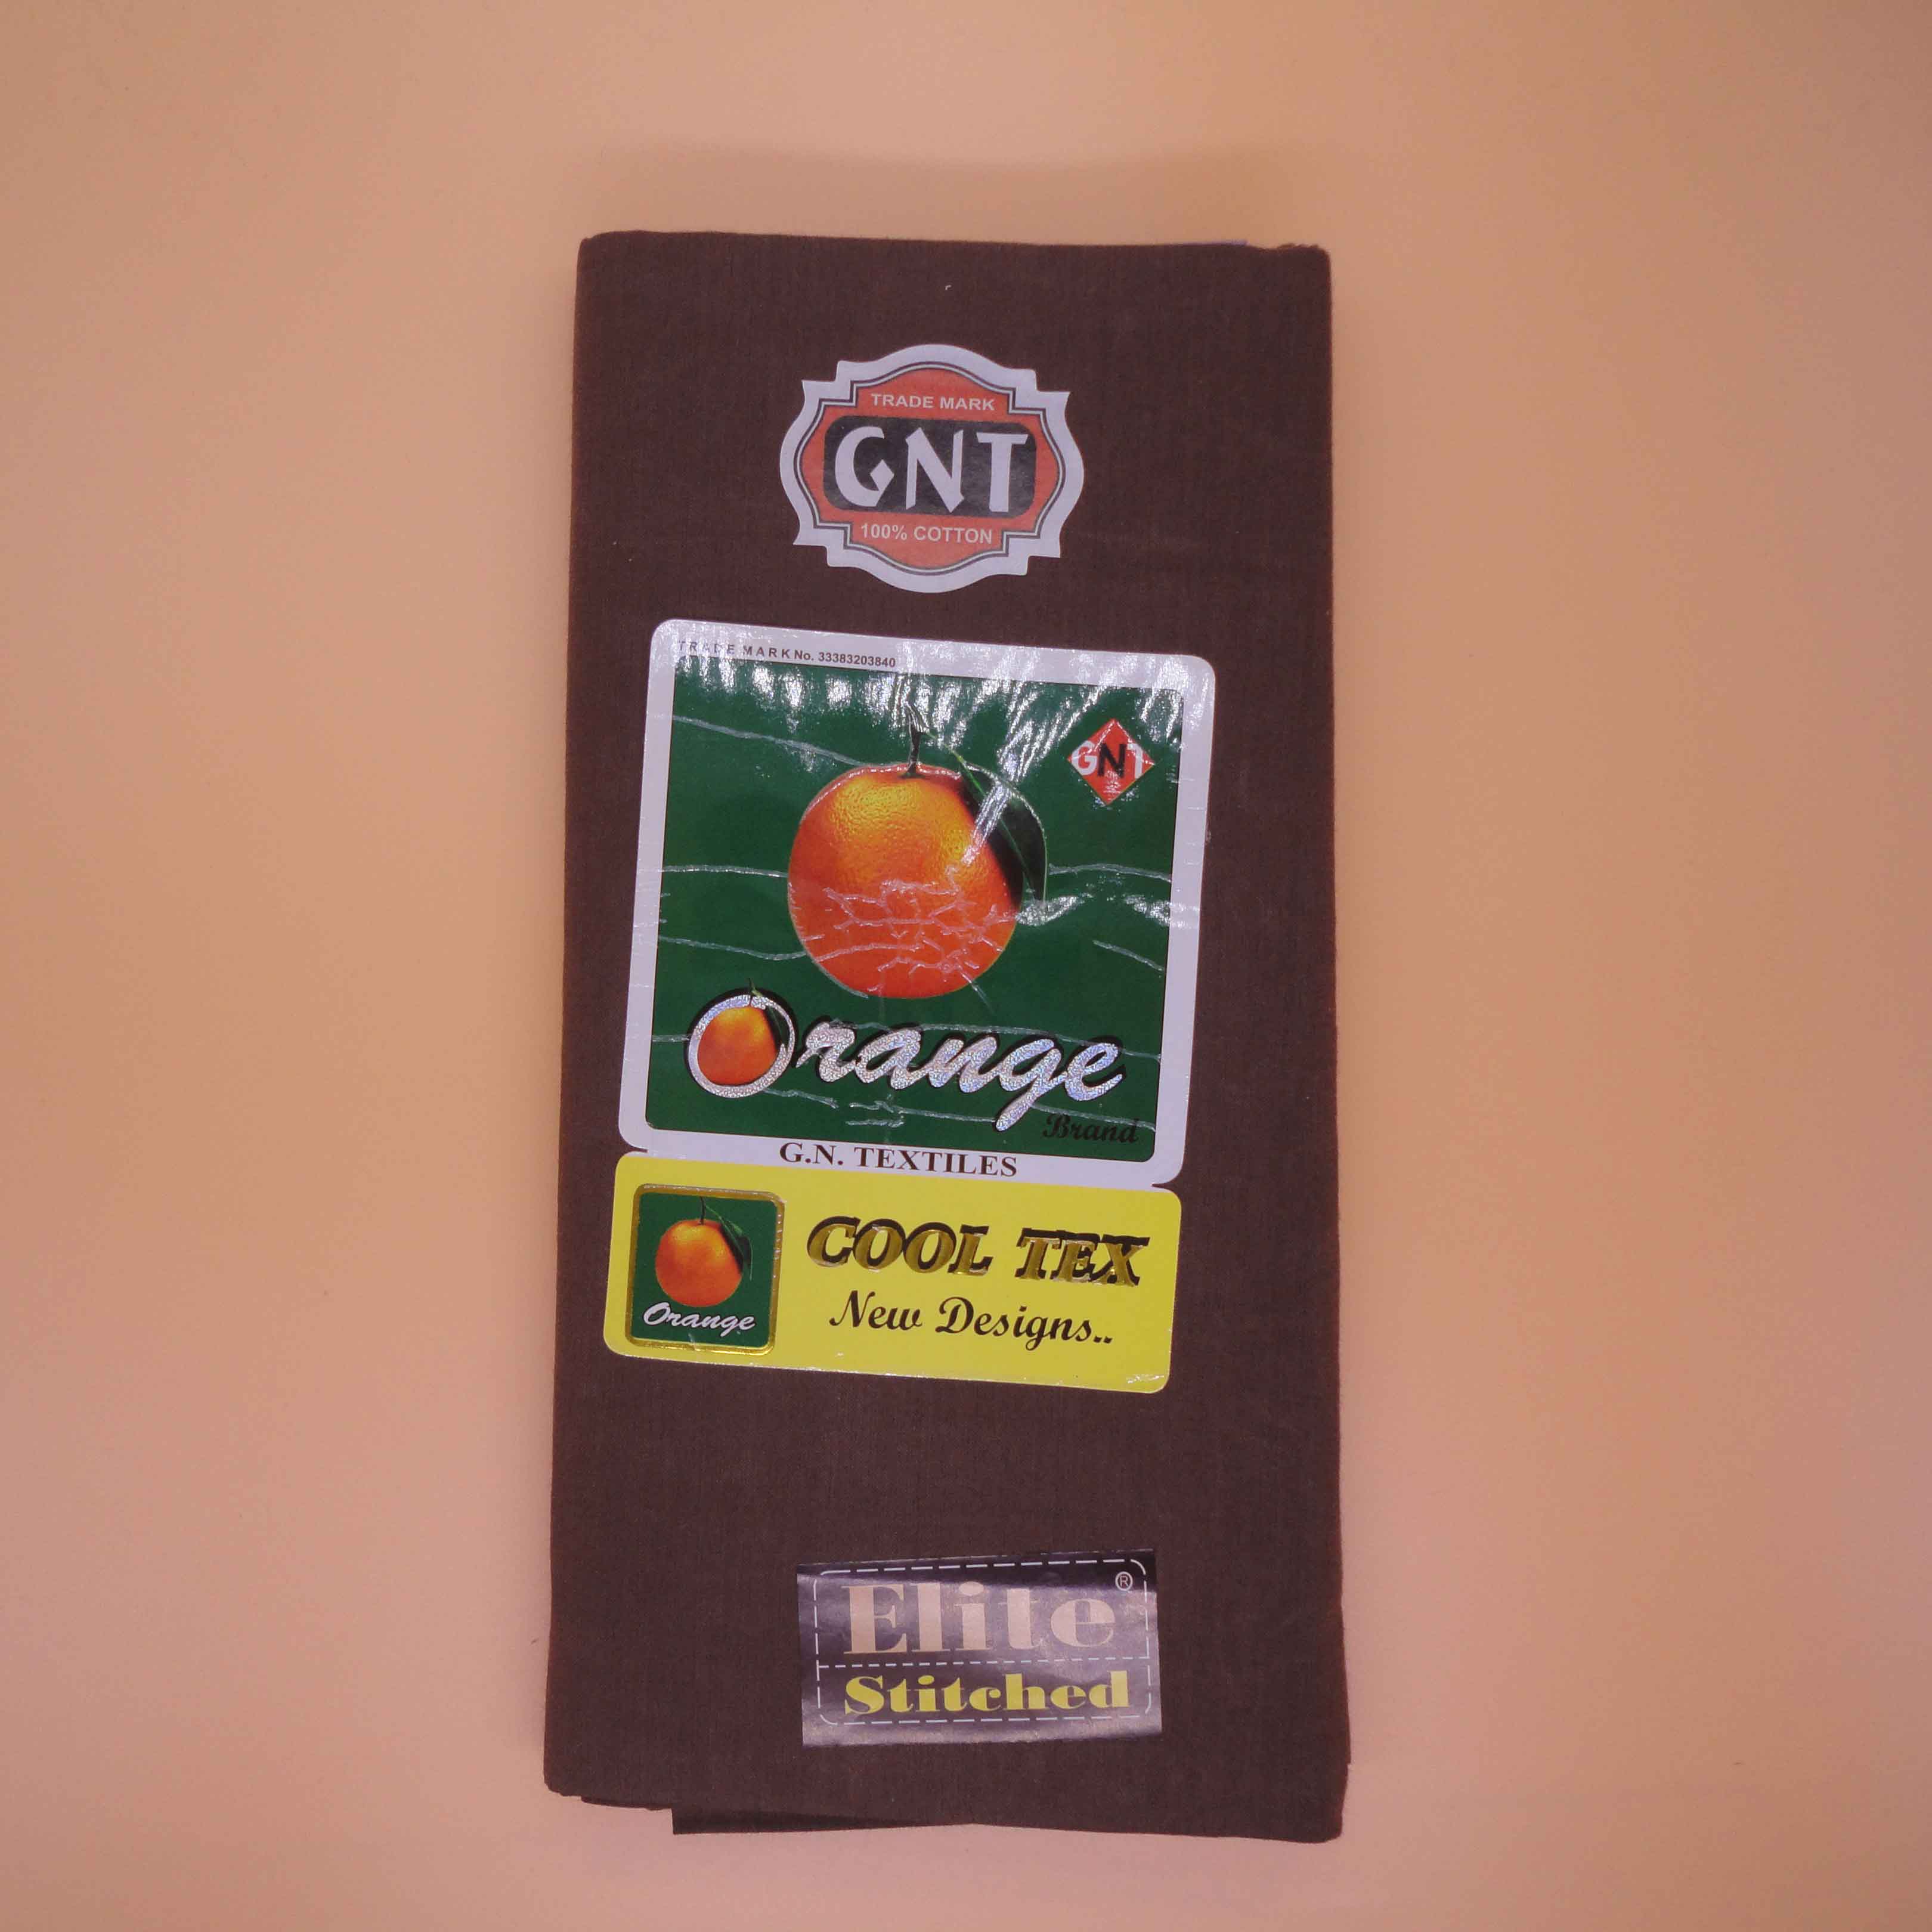 TRADE MARK
GNT
100% COTTON
TRADE MARK No. 33383203840
GNT
Orange
Brand
G.N. TEXTILES
COOL TEX
Orange
New Designs..
Elite ®
Stitched